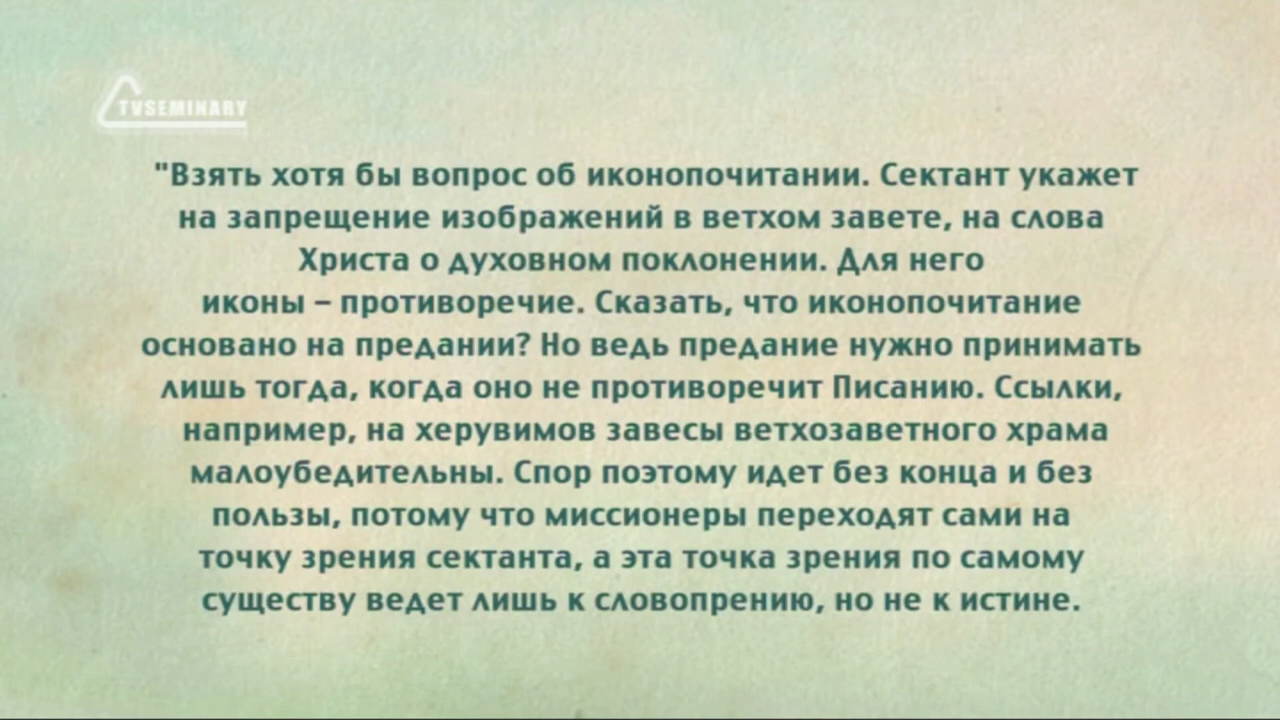 TVSEMINARY
"Взять хотя бы вопрос об иконопочитании. Сектант укажет
на запрещение изображений в ветхом завете, на слова
Христа о духовном поклонении. Для него
иконы – противоречие. Сказать, что иконопочитание
основано на предании? Но ведь предание нужно принимать
лишь тогда, когда оно не противоречит Писанию. Ссылки,
например, на херувимов завесы ветхозаветного храма
малоубедительны. Спор поэтому идет без конца и без
пользы, потому что миссионеры переходят сами на
точку зрения сектанта, а эта точка зрения по самому
существу ведет лишь к словопрению, но не к истине.